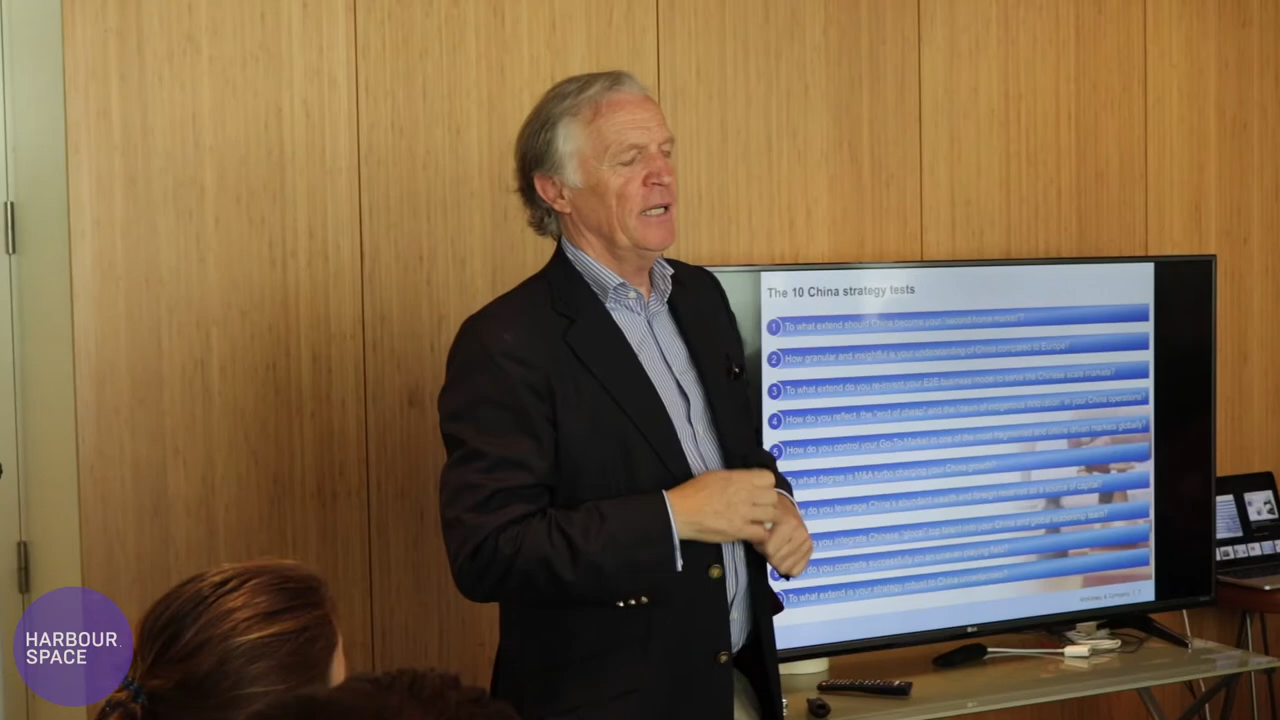 The 10 China strategy tests
1 To what extend should China become your "second home market"?
2 How granular and insightful is your understanding of China compared to Europe?
3 To what extend do you re-invent your E2E business model to serve the Chinese scale markets?
4 How do you reflect the "end of cheap" and the "dawn of indigenous innovation" in your China operations?
5 How do you control your Go-To-Market in one of the most fragmented and online driven markets globally?
To what degree is M&A turbo charging your China growth?
do you leverage China's abundant wealth and foreign reserves as a source of capital?
do you integrate Chinese "glocal" top talent into your China and global leadership team?
do you compete successfully on an uneven playing field?
To what extend is your strategy robust to China uncertainties?
McKinsey & Company
LG
HARBOUR.
SPACE